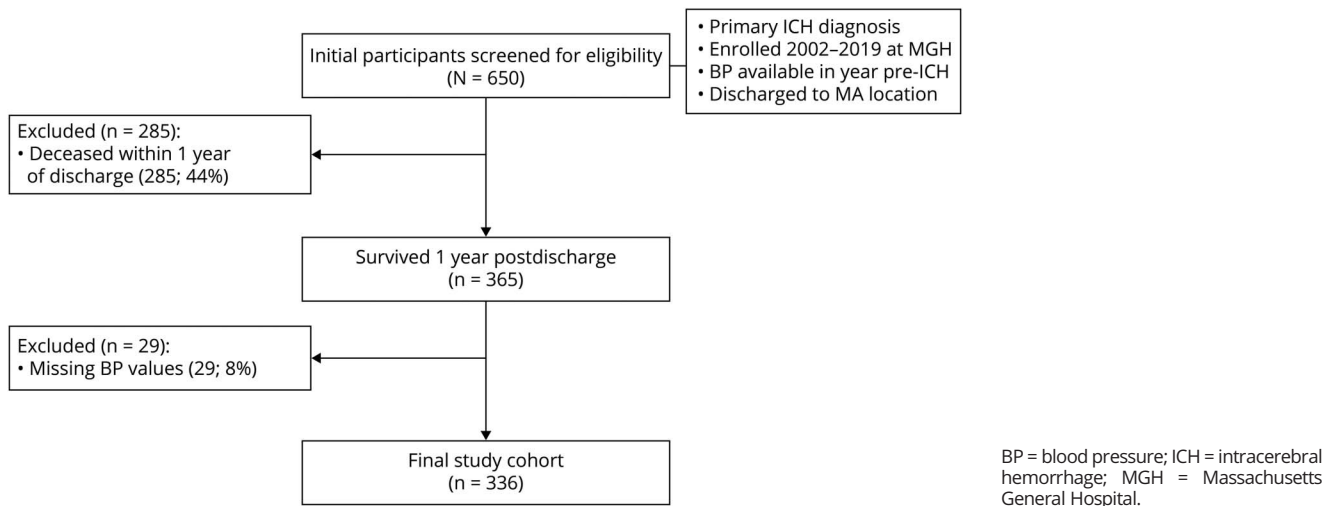 Initial participants screened for eligibility
(N = 650)
• Primary ICH diagnosis
• Enrolled 2002–2019 at MGH
• BP available in year pre-ICH
• Discharged to MA location
Excluded (n = 285):
• Deceased within 1 year
of discharge (285; 44%)
Survived 1 year postdischarge
(n = 365)
Excluded (n = 29):
• Missing BP values (29; 8%)
Final study cohort
(n = 336)
BP = blood pressure; ICH = intracerebral
hemorrhage; MGH = Massachusetts
General Hospital.